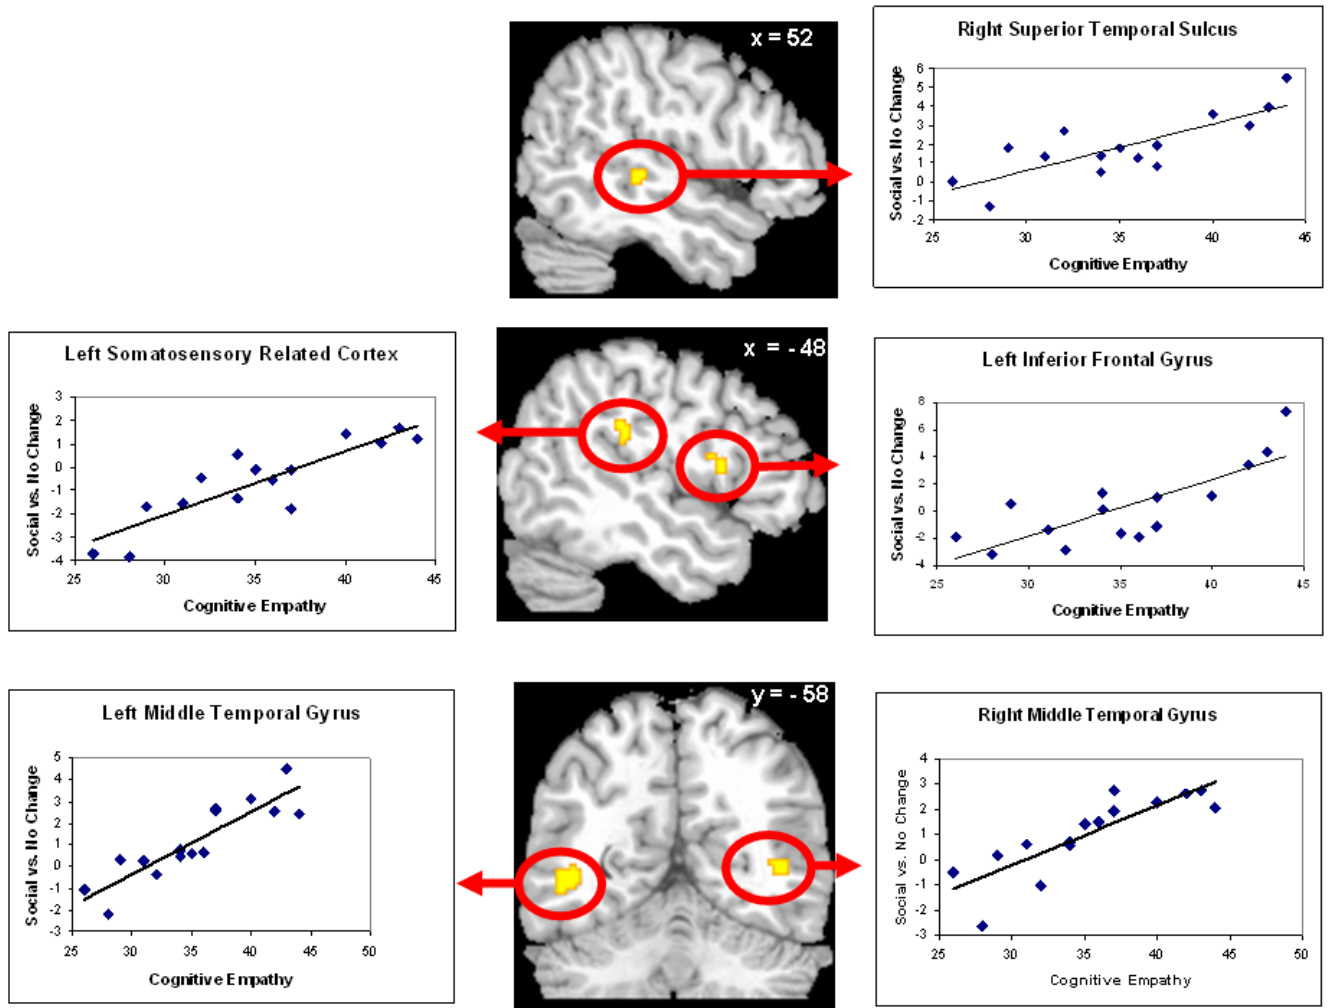 x = 52
Right Superior Temporal Sulcus
Social vs. No Change
6
5
4
3
2
1
0
-1
-2
25 30 35 40 45
Cognitive Empathy
Left Somatosensory Related Cortex
Social vs. No Change
3
2
1
0
-1
-2
-3
-4
25 30 35 40 45
Cognitive Empathy
x = - 48
Left Inferior Frontal Gyrus
Social vs. No Change
8
6
4
2
0
-2
-4
25 30 35 40 45
Cognitive Empathy
Left Middle Temporal Gyrus
Social vs. No Change
5
4
3
2
1
0
-1
-2
-3
25 30 35 40 45 50
Cognitive Empathy
y = - 58
Right Middle Temporal Gyrus
Social vs. No Change
4
3
2
1
0
-1
-2
-3
25 30 35 40 45 50
Cognitive Empathy